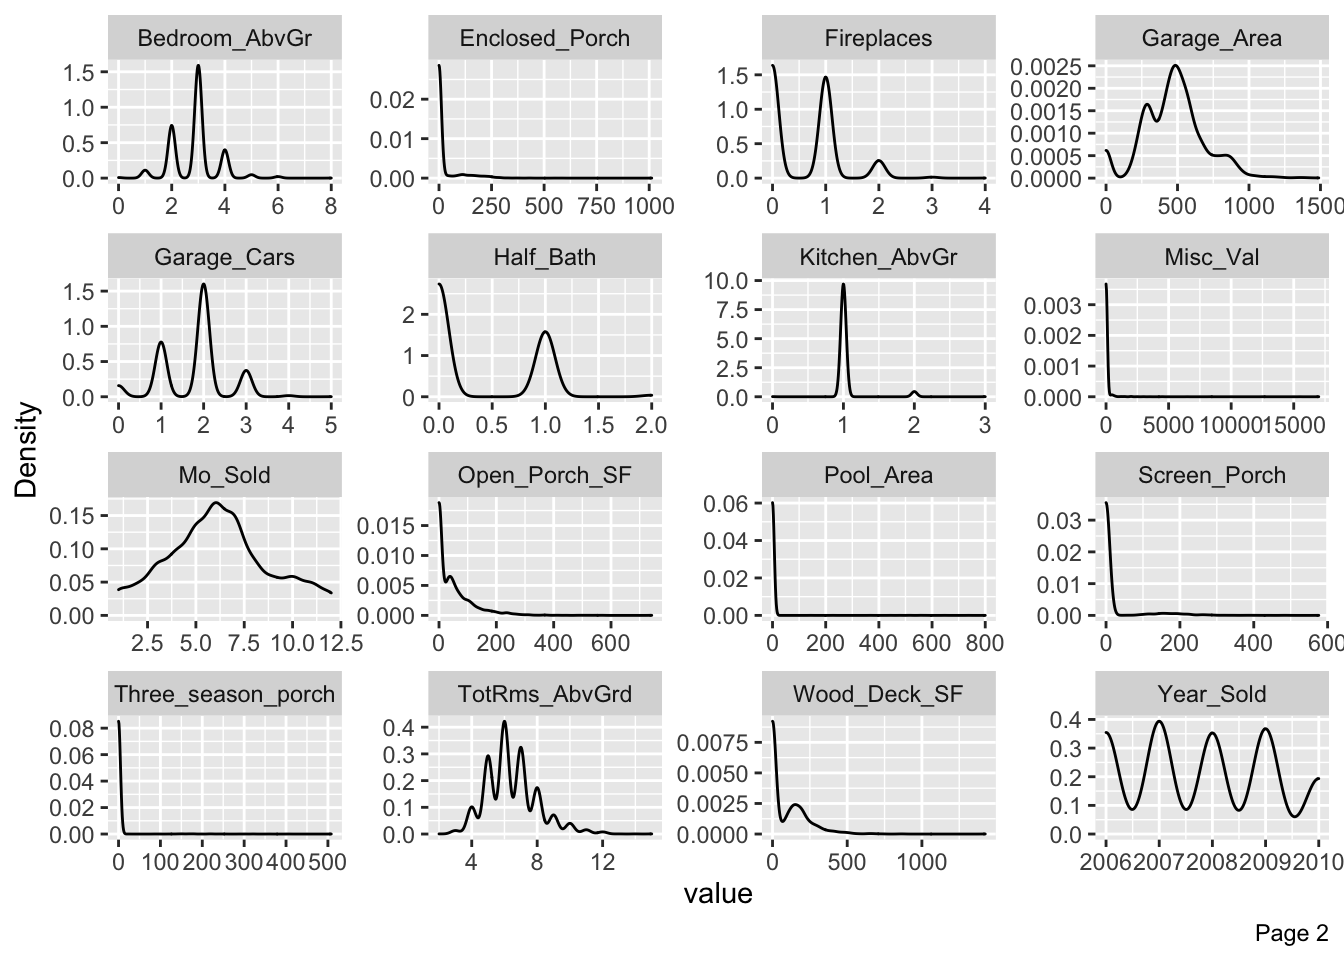 Bedroom_AbvGr Enclosed_Porch Fireplaces Garage_Area
1.5
1.0
0.5
0.0
0 2 4 6 8
0.02
0.01
0.00
0 250 500 750 1000
1.5
1.0
0.5
0.0
0 1 2 3 4
0.0025
0.0020
0.0015
0.0010
0.0005
0.0000
0 500 1000 1500
Garage_Cars Half_Bath Kitchen_AbvGr Misc_Val
1.5
1.0
0.5
0.0
0 1 2 3 4 5
2
1
0
0.0 0.5 1.0 1.5 2.0
10.0
7.5
5.0
2.5
0.0
0 1 2 3
0.003
0.002
0.001
0.000
0 5000 10000 15000
Density
Mo_Sold Open_Porch_SF Pool_Area Screen_Porch
0.15
0.10
0.05
0.00
2.5 5.0 7.5 10.0 12.5
0.015
0.010
0.005
0.000
0 200 400 600
0.06
0.04
0.02
0.00
0 200 400 600 800
0.03
0.02
0.01
0.00
0 200 400 600
Three_season_porch TotRms_AbvGrd Wood_Deck_SF Year_Sold
0.08
0.06
0.04
0.02
0.00
0 100 200 300 400 500
0.4
0.3
0.2
0.1
0.0
4 8 12
0.0075
0.0050
0.0025
0.0000
0 500 1000
0.4
0.3
0.2
0.1
0.0
2006 2007 2008 2009 2010
value
Page 2